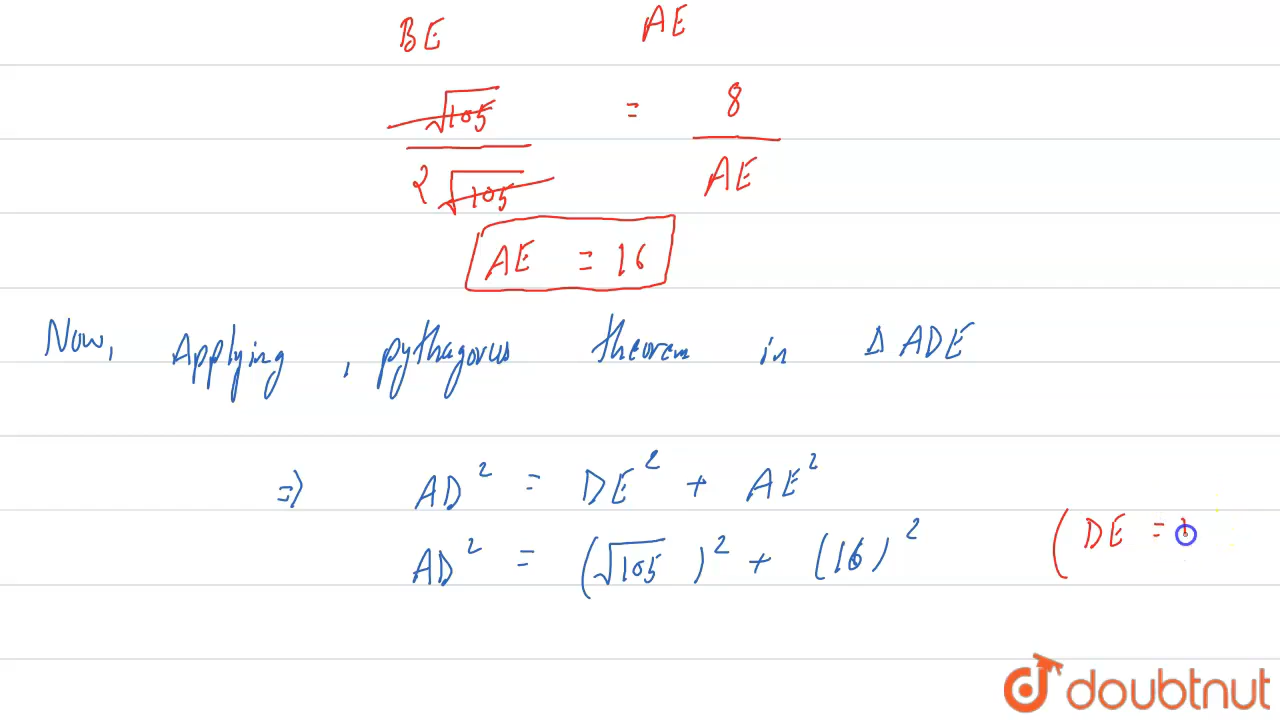 BE AE
√105 / 2√105 = 8 / AE
AE = 16
Now, Applying, pythagorus theorem in Δ ADE
=) AD² = DE² + AE²
AD² = (√105)² + (16)² (DE =
doubtnut